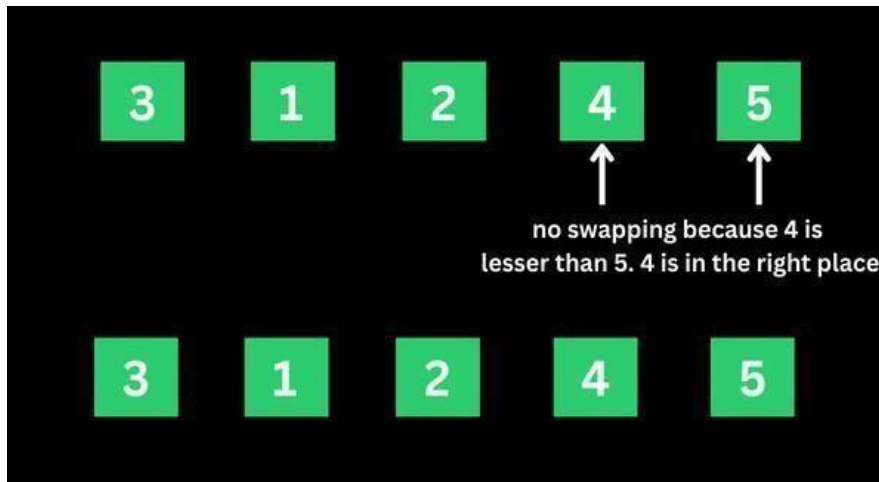 3 1 2 4 5
no swapping because 4 is
lesser than 5. 4 is in the right place
3 1 2 4 5